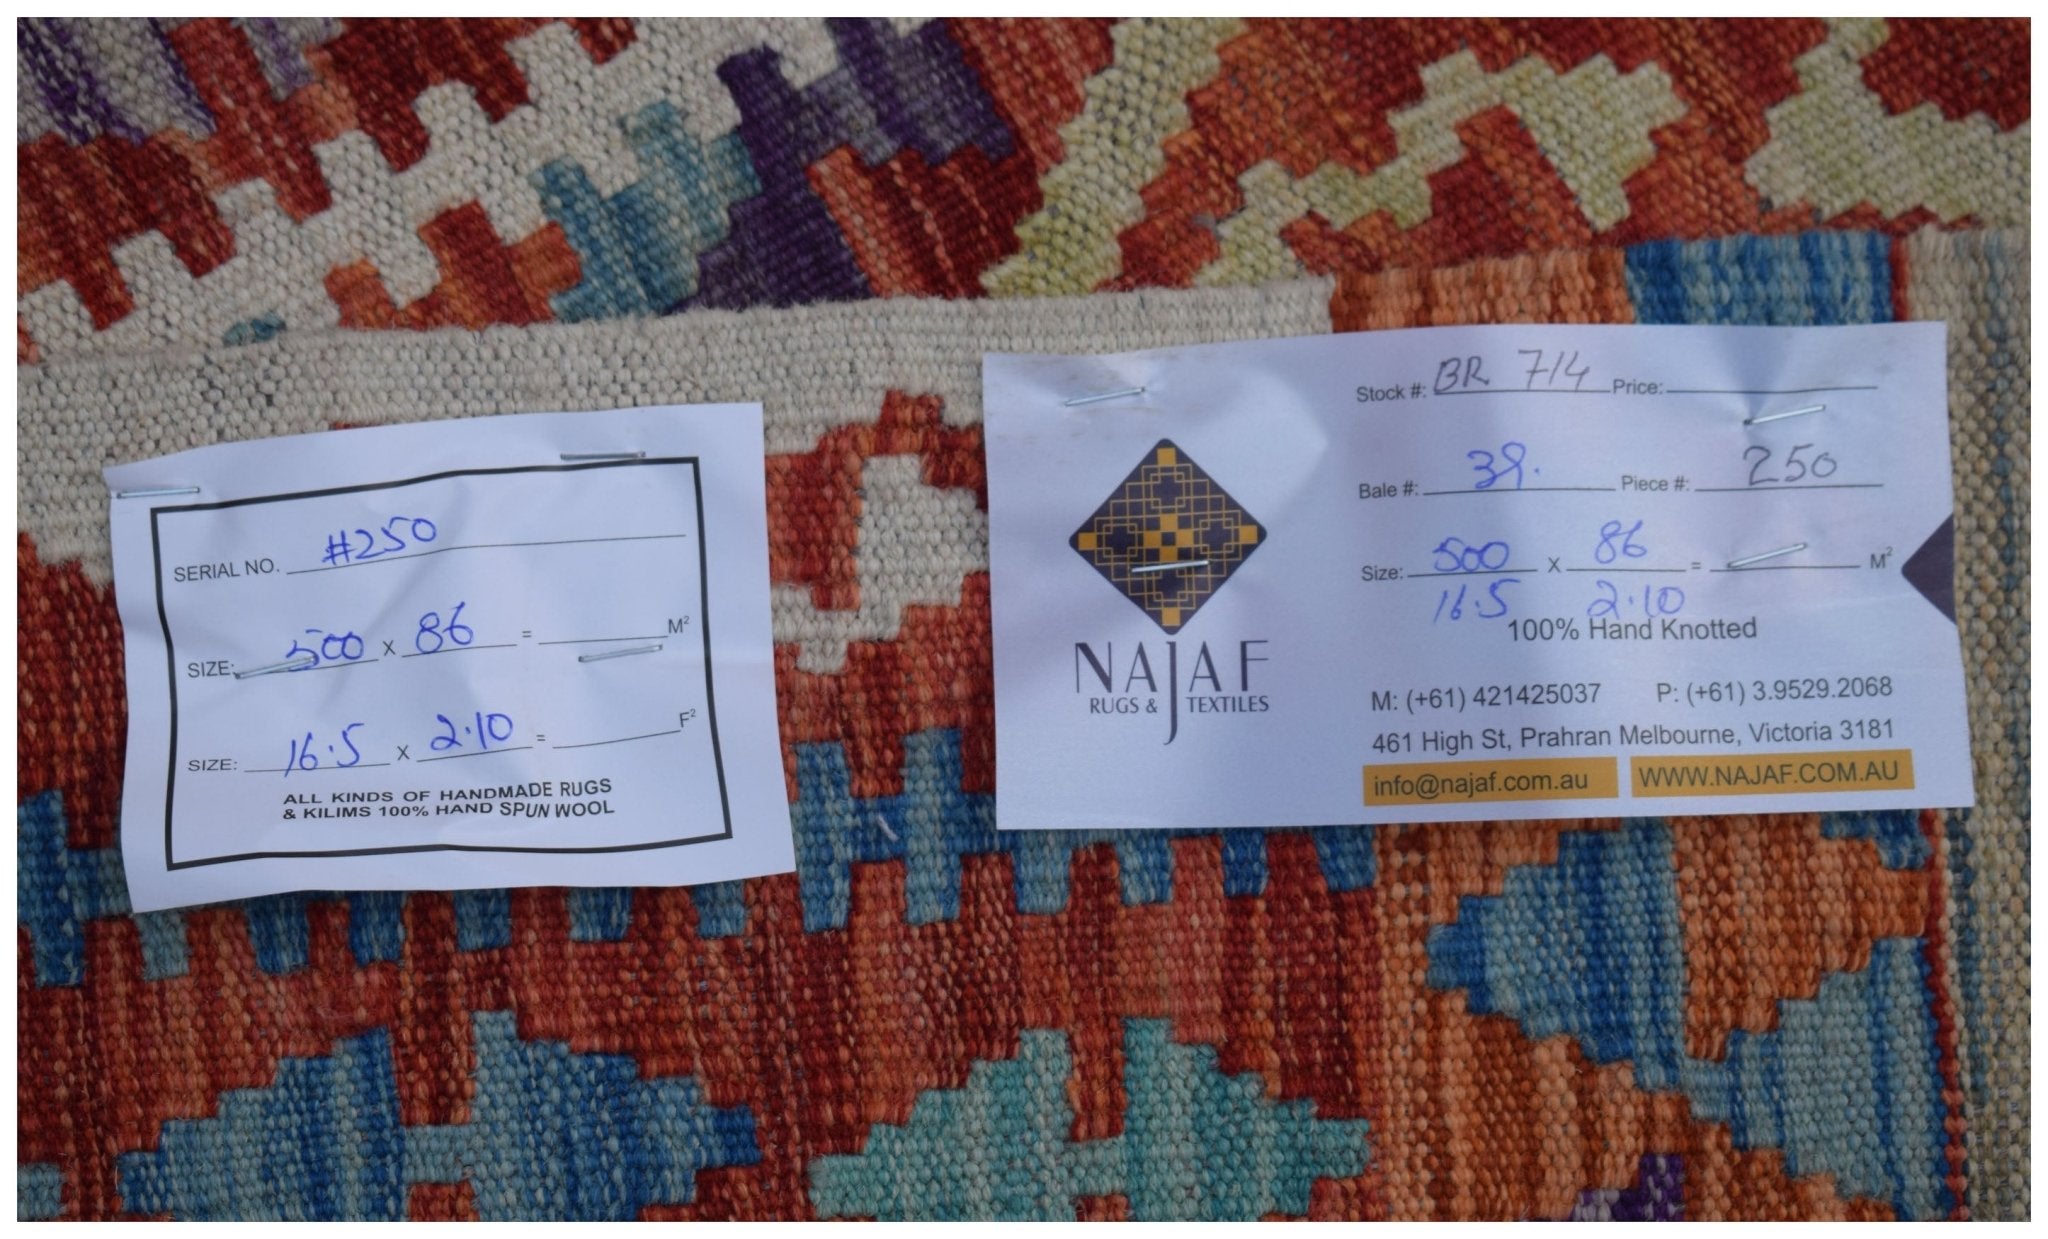 SERIAL NO. #250
SIZE: 500 X 86 = M²
SIZE: 16.5 X 2.10 = F²
ALL KINDS OF HANDMADE RUGS
& KILIMS 100% HAND SPUN WOOL
NAJAF
RUGS & TEXTILES
Stock #: BR 714 Price:
Bale #: 39. Piece #: 250
Size: 500 X 86 = M²
16.5 2.10
100% Hand Knotted
M: (+61) 421425037 P: (+61) 3.9529.2068
461 High St, Prahran Melbourne, Victoria 3181
info@najaf.com.au WWW.NAJAF.COM.AU